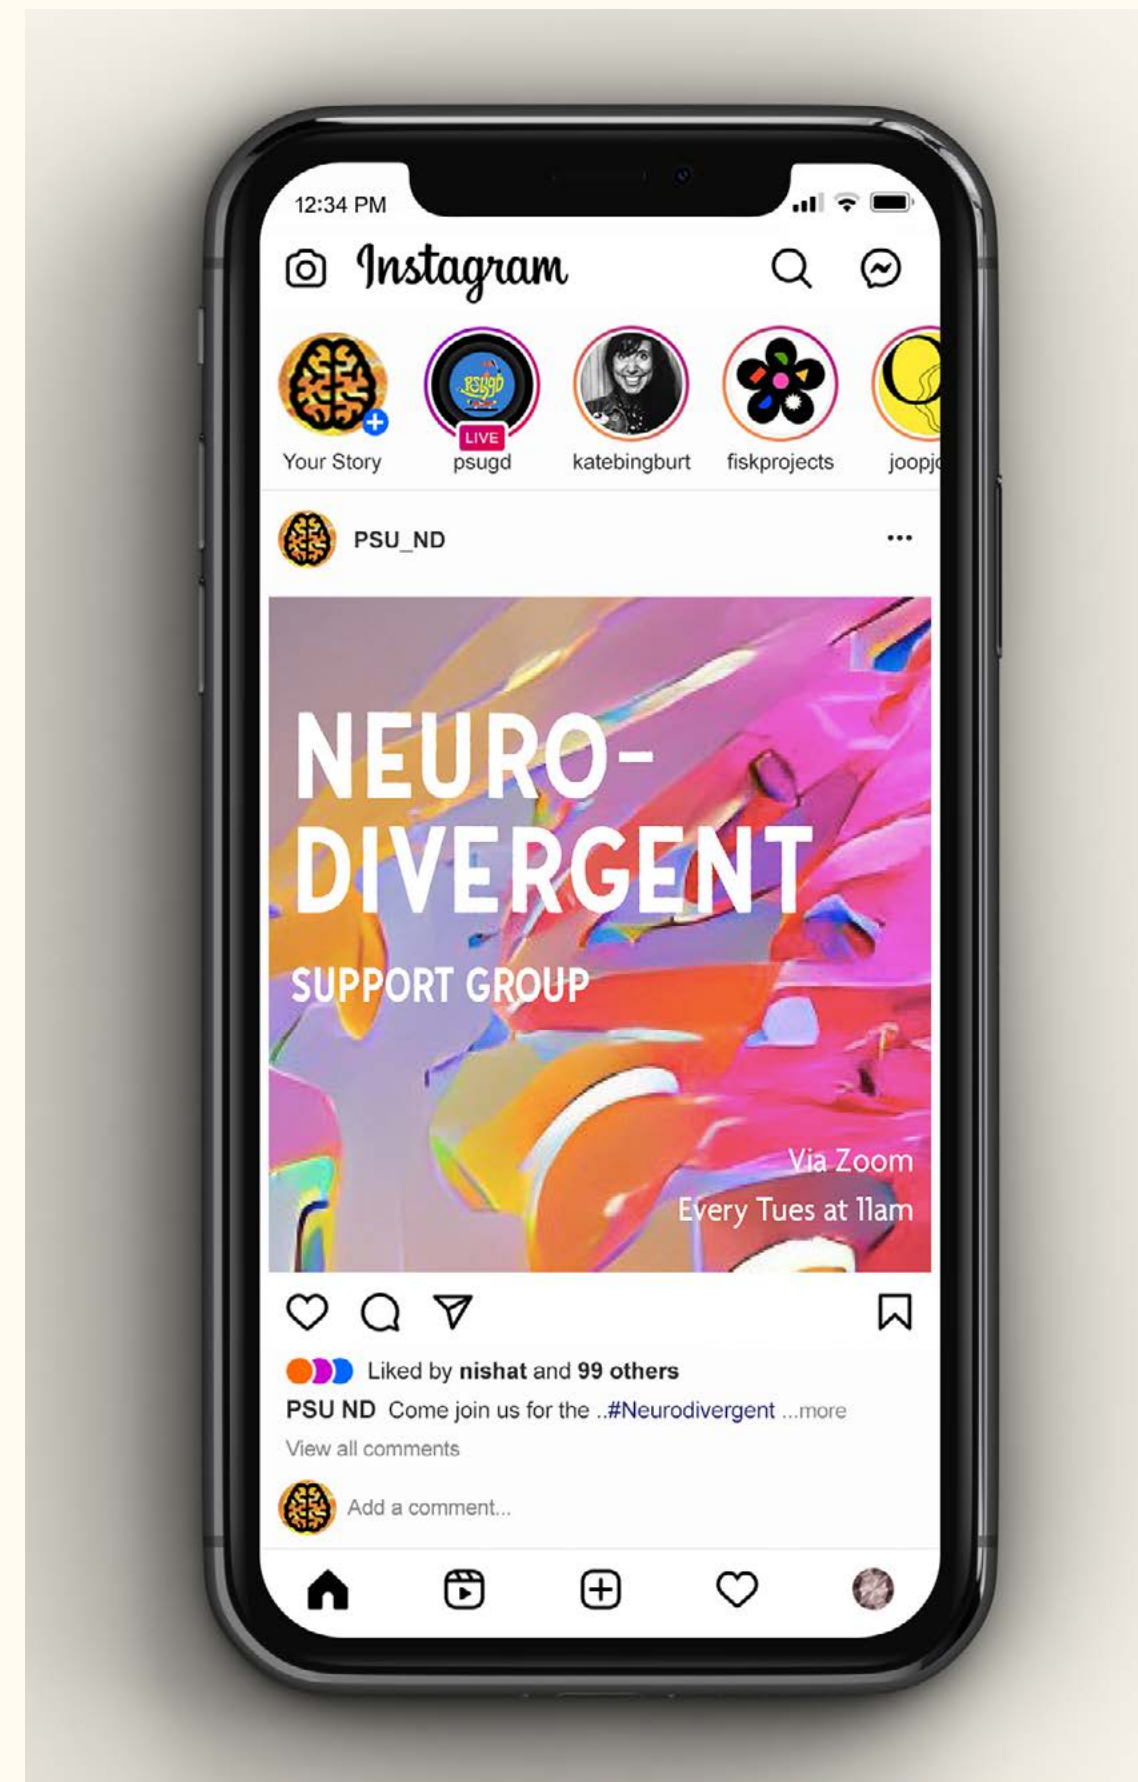 12:34 PM
Instagram
PSUgD
LIVE
Your Story psugd katebingburt fiskprojects joopjo
PSU_ND
NEURO-
DIVERGENT
SUPPORT GROUP
Via Zoom
Every Tues at 11am
Liked by nishat and 99 others
PSU ND Come join us for the ..#Neurodivergent ...more
View all comments
Add a comment...